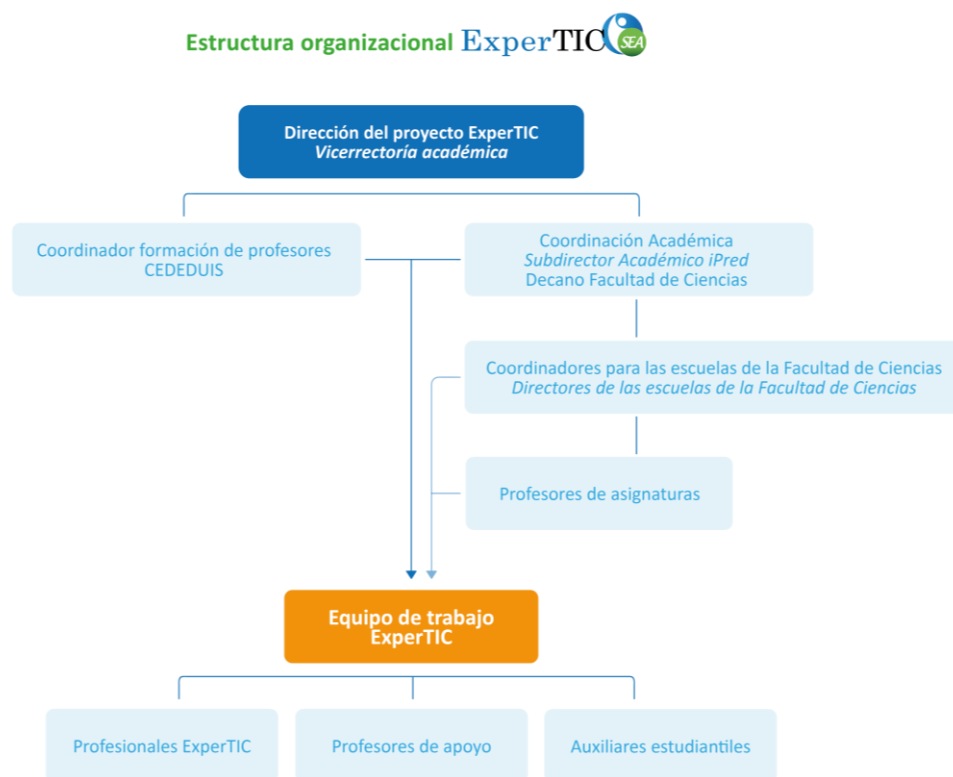 Estructura organizacional ExperTIC SEA
Dirección del proyecto ExperTIC
Vicerrectoría académica
Coordinador formación de profesores
CEDEDUIS
Coordinación Académica
Subdirector Académico iPred
Decano Facultad de Ciencias
Coordinadores para las escuelas de la Facultad de Ciencias
Directores de las escuelas de la Facultad de Ciencias
Profesores de asignaturas
Equipo de trabajo
ExperTIC
Profesionales ExperTIC
Profesores de apoyo
Auxiliares estudiantiles